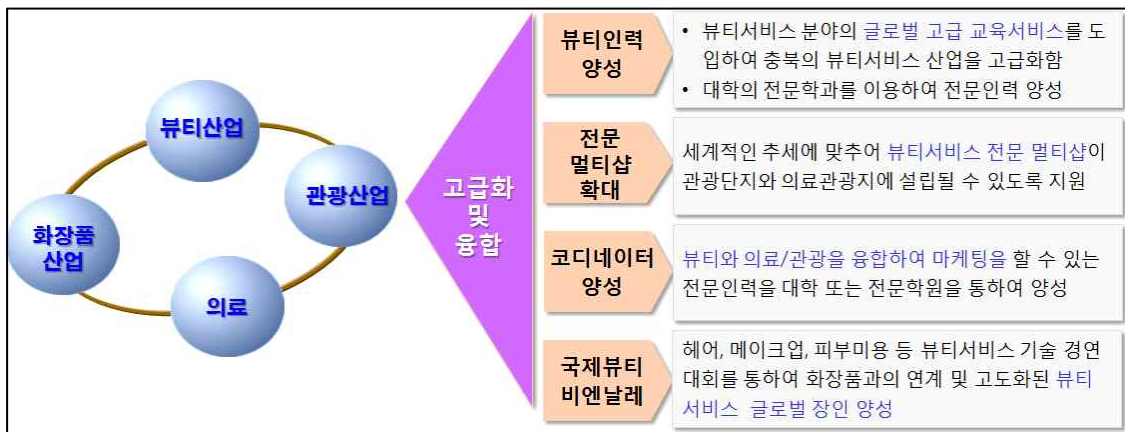 뷰티산업
관광산업
화장품
산업
의료
고급화
및
융합
뷰티인력
양성
• 뷰티서비스 분야의 글로벌 고급 교육서비스를 도
입하여 충북의 뷰티서비스 산업을 고급화함
• 대학의 전문학과를 이용하여 전문인력 양성
전문
멀티샵
확대
세계적인 추세에 맞추어 뷰티서비스 전문 멀티샵이
관광단지와 의료관광지에 설립될 수 있도록 지원
코디네이터
양성
뷰티와 의료/관광을 융합하여 마케팅을 할 수 있는
전문인력을 대학 또는 전문학원을 통하여 양성
국제뷰티
비엔날레
헤어, 메이크업, 피부미용 등 뷰티서비스 기술 경연
대회를 통하여 화장품과의 연계 및 고도화된 뷰티
서비스 글로벌 장인 양성